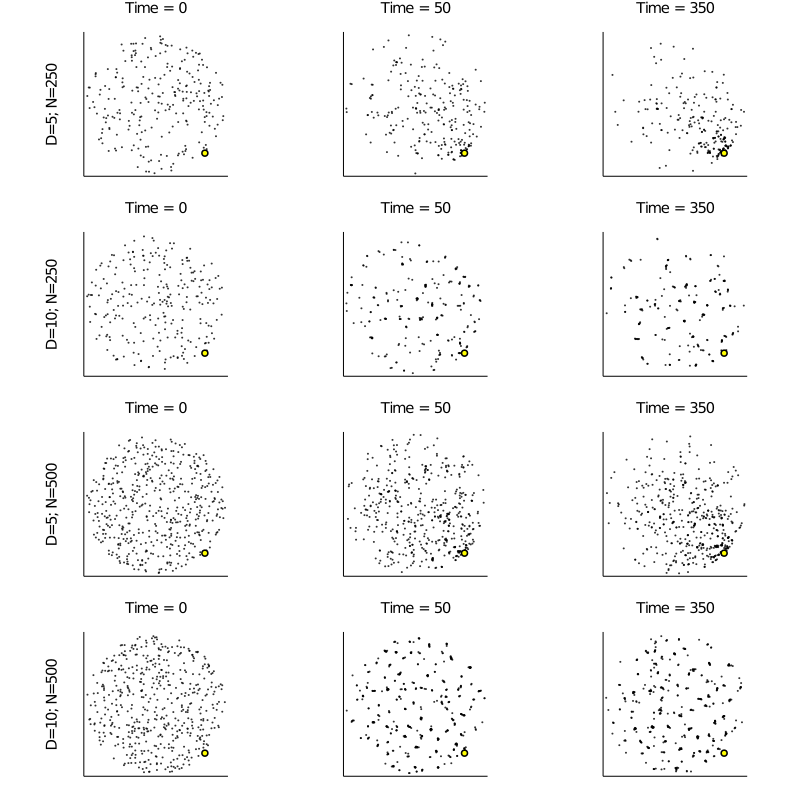 Time = 0
Time = 50
Time = 350
D=5; N=250
Time = 0
Time = 50
Time = 350
D=10; N=250
Time = 0
Time = 50
Time = 350
D=5; N=500
Time = 0
Time = 50
Time = 350
D=10; N=500